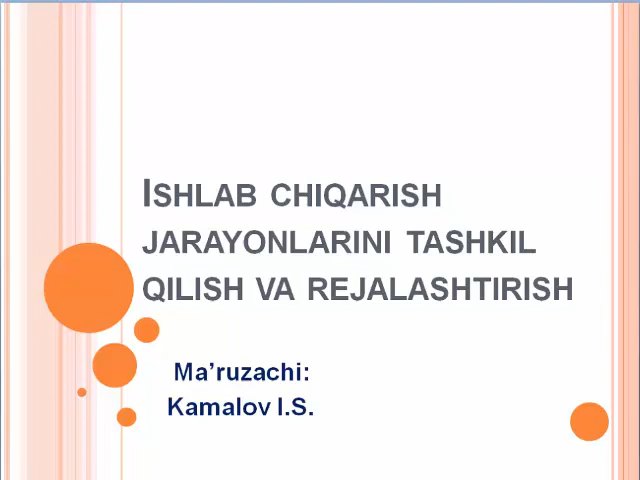 ISHLAB CHIQARISH
JARAYONLARINI TASHKIL
QILISH VA REJALASHTIRISH
Ma’ruzachi:
Kamalov I.S.